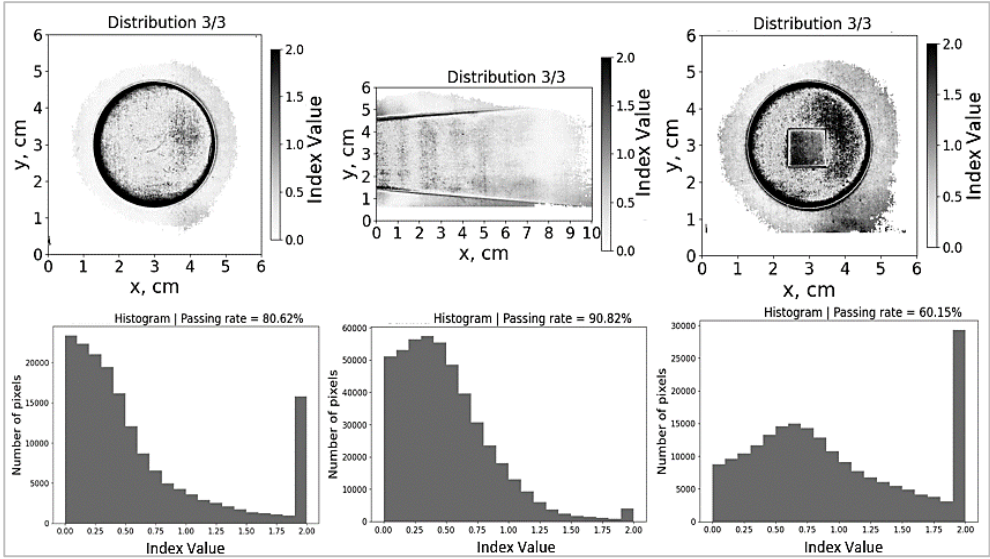 Distribution 3/3
6
5
4
3
2
1
0
y, cm
0 1 2 3 4 5 6
x, cm
2.0
1.5
1.0
0.5
0.0
Index Value
Distribution 3/3
6
5
4
3
2
1
0
y, cm
0 1 2 3 4 5 6 7 8 9 10
x, cm
2.0
1.5
1.0
0.5
0.0
Index Value
Distribution 3/3
6
5
4
3
2
1
0
y, cm
0 1 2 3 4 5 6
x, cm
2.0
1.5
1.0
0.5
0.0
Index Value
Histogram | Passing rate = 80.62%
20000
15000
10000
5000
0
Number of pixels
0.00 0.25 0.50 0.75 1.00 1.25 1.50 1.75 2.00
Index Value
Histogram | Passing rate = 90.82%
60000
50000
40000
30000
20000
10000
0
Number of pixels
0.00 0.25 0.50 0.75 1.00 1.25 1.50 1.75 2.00
Index Value
Histogram | Passing rate = 60.15%
30000
25000
20000
15000
10000
5000
0
Number of pixels
0.00 0.25 0.50 0.75 1.00 1.25 1.50 1.75 2.00
Index Value